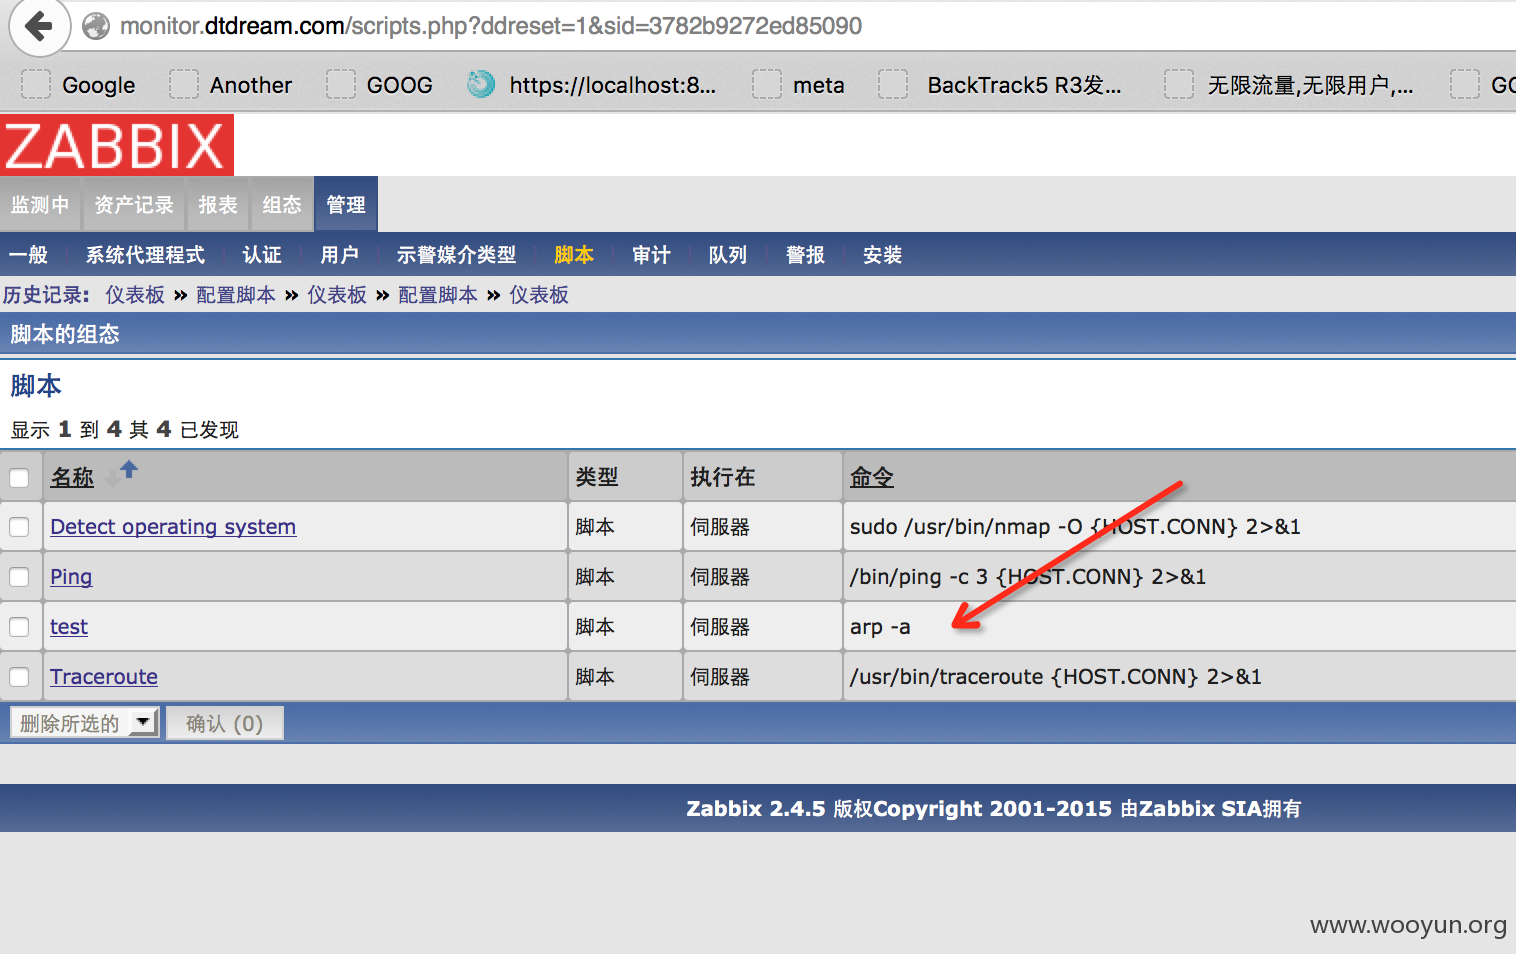 monitor.dtdream.com/scripts.php?ddreset=1&sid=3782b9272ed85090
Google Another GOOG https://localhost:8... meta BackTrack5 R3发... 无限流量,无限用户,... GO
ZABBIX
监测中 资产记录 报表 组态 管理
一般 系统代理程式 认证 用户 示警媒介类型 脚本 审计 队列 警报 安装
历史记录: 仪表板 » 配置脚本 » 仪表板 » 配置脚本 » 仪表板
脚本的组态
脚本
显示 1 到 4 其 4 已发现
名称 类型 执行在 命令
Detect operating system 脚本 伺服器 sudo /usr/bin/nmap -O {HOST.CONN} 2>&1
Ping 脚本 伺服器 /bin/ping -c 3 {HOST.CONN} 2>&1
test 脚本 伺服器 arp -a
Traceroute 脚本 伺服器 /usr/bin/traceroute {HOST.CONN} 2>&1
删除所选的 确认 (0)
Zabbix 2.4.5 版权Copyright 2001-2015 由Zabbix SIA拥有
www.wooyun.org